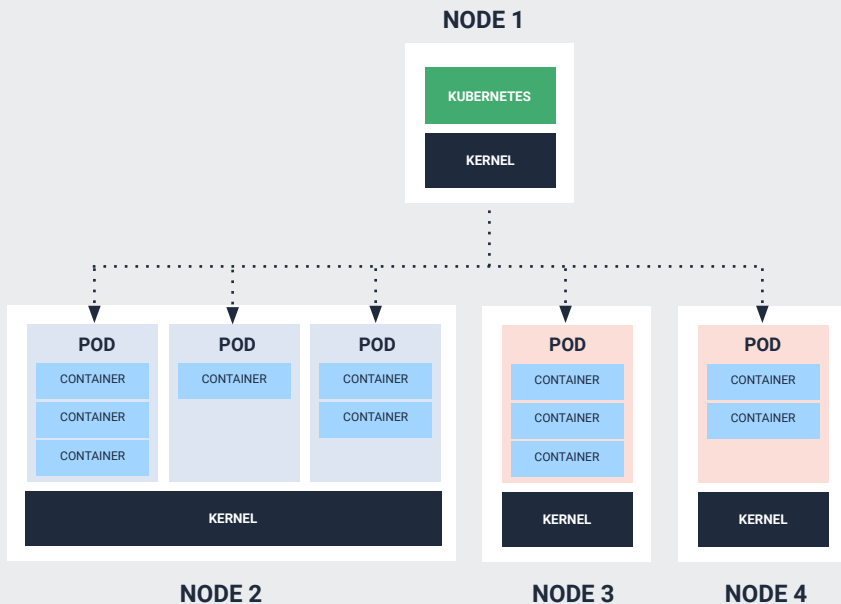 NODE 1
KUBERNETES
KERNEL
POD
CONTAINER
CONTAINER
CONTAINER
POD
CONTAINER
POD
CONTAINER
CONTAINER
KERNEL
NODE 2
POD
CONTAINER
CONTAINER
CONTAINER
KERNEL
NODE 3
POD
CONTAINER
CONTAINER
KERNEL
NODE 4